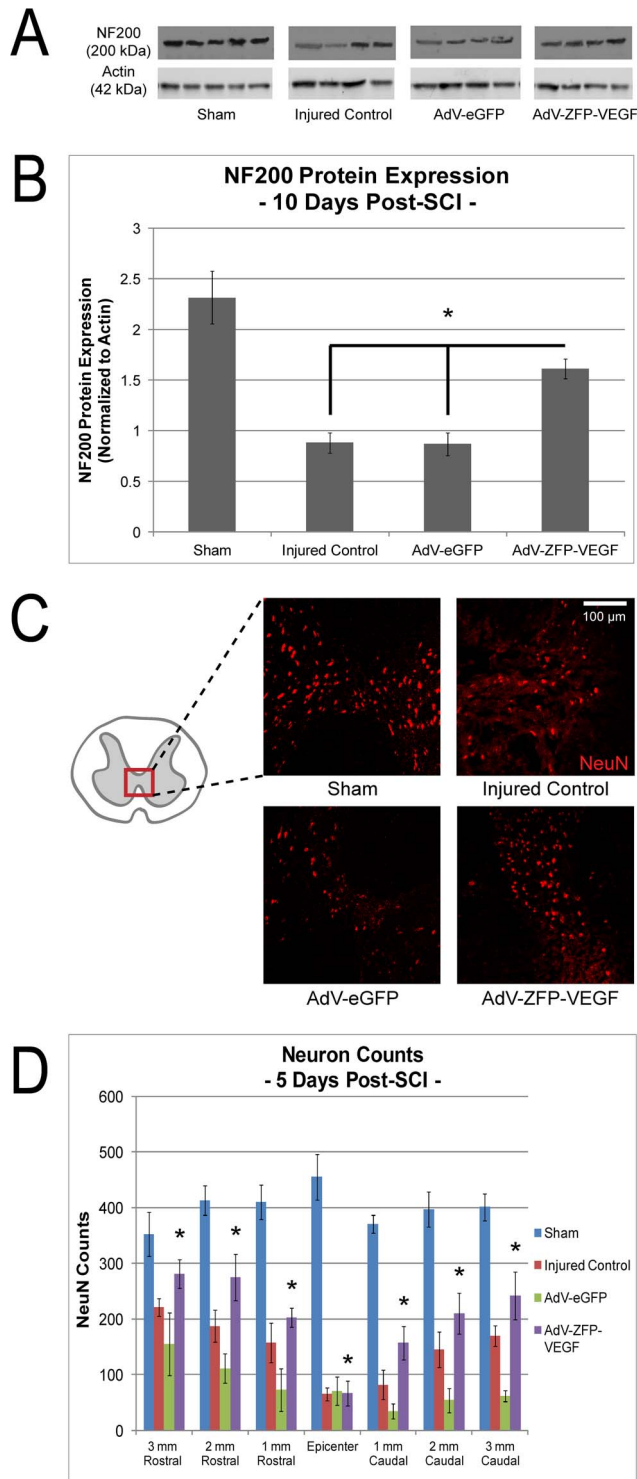 A
NF200
(200 kDa)
Actin
(42 kDa)
Sham
Injured Control
AdV-eGFP
AdV-ZFP-VEGF
B
NF200 Protein Expression
- 10 Days Post-SCI -
NF200 Protein Expression
(Normalized to Actin)
3
2.5
2
1.5
1
0.5
0
*
Sham
Injured Control
AdV-eGFP
AdV-ZFP-VEGF
C
100 µm
NeuN
Sham
Injured Control
AdV-eGFP
AdV-ZFP-VEGF
D
Neuron Counts
- 5 Days Post-SCI -
NeuN Counts
600
500
400
300
200
100
0
* * * * * * *
3 mm Rostral
2 mm Rostral
1 mm Rostral
Epicenter
1 mm Caudal
2 mm Caudal
3 mm Caudal
Sham
Injured Control
AdV-eGFP
AdV-ZFP-
VEGF